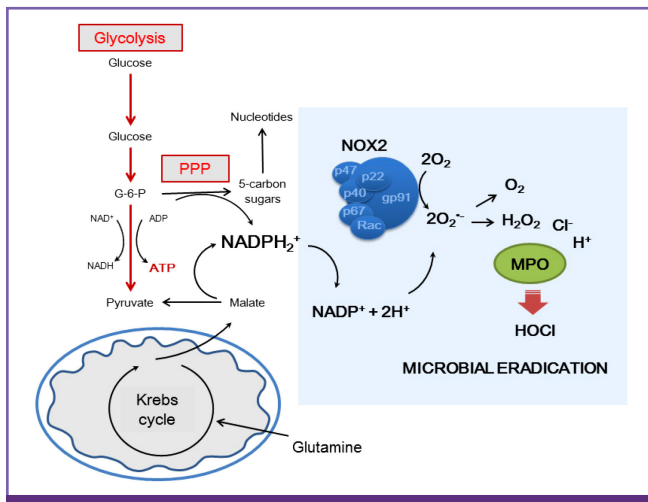 Glycolysis
Glucose
Glucose
PPP
Nucleotides
G-6-P
5-carbon
sugars
NAD⁺
ADP
NADH
ATP
NADPH₂⁺
Pyruvate
Malate
Krebs
cycle
Glutamine
NOX2
p47
p22
p40
gp91
p67
Rac
2O₂
2O₂•-
O₂
H₂O₂
Cl⁻
H⁺
MPO
HOCl
NADP⁺ + 2H⁺
MICROBIAL ERADICATION